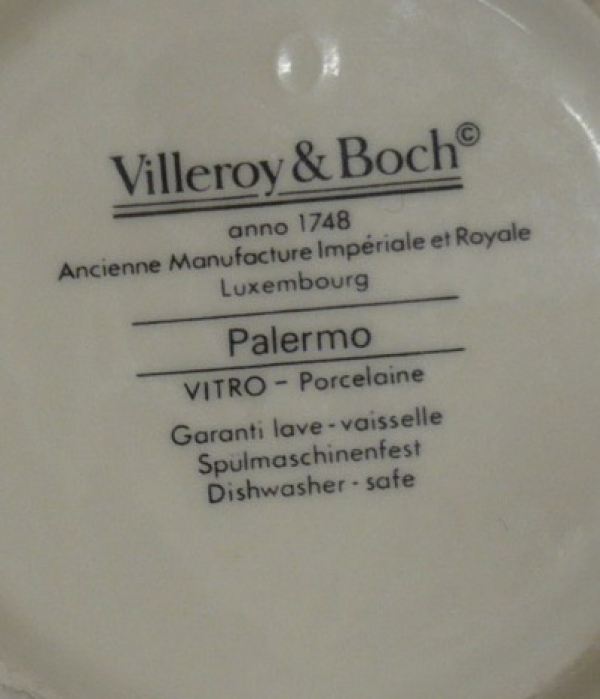 Villeroy & Boch©
anno 1748
Ancienne Manufacture Impériale et Royale
Luxembourg
Palermo
VITRO - Porcelaine
Garanti lave - vaisselle
Spülmaschinenfest
Dishwasher - safe